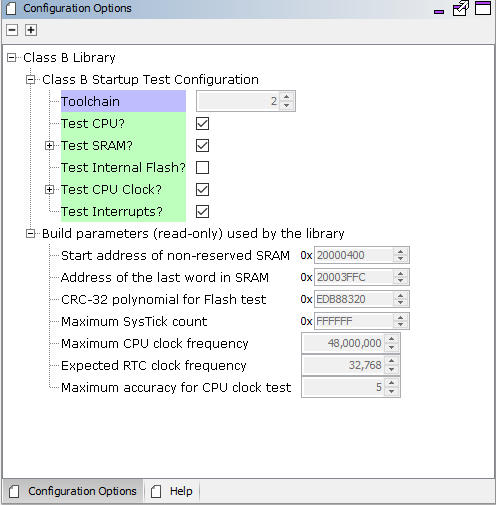 Configuration Options
Class B Library
Class B Startup Test Configuration
Toolchain 2
Test CPU?
Test SRAM?
Test Internal Flash?
Test CPU Clock?
Test Interrupts?
Build parameters (read-only) used by the library
Start address of non-reserved SRAM 0x 20000400
Address of the last word in SRAM 0x 20003FFC
CRC-32 polynomial for Flash test 0x EDB88320
Maximum SysTick count 0x FFFFFF
Maximum CPU clock frequency 48,000,000
Expected RTC clock frequency 32,768
Maximum accuracy for CPU clock test 5
Configuration Options Help